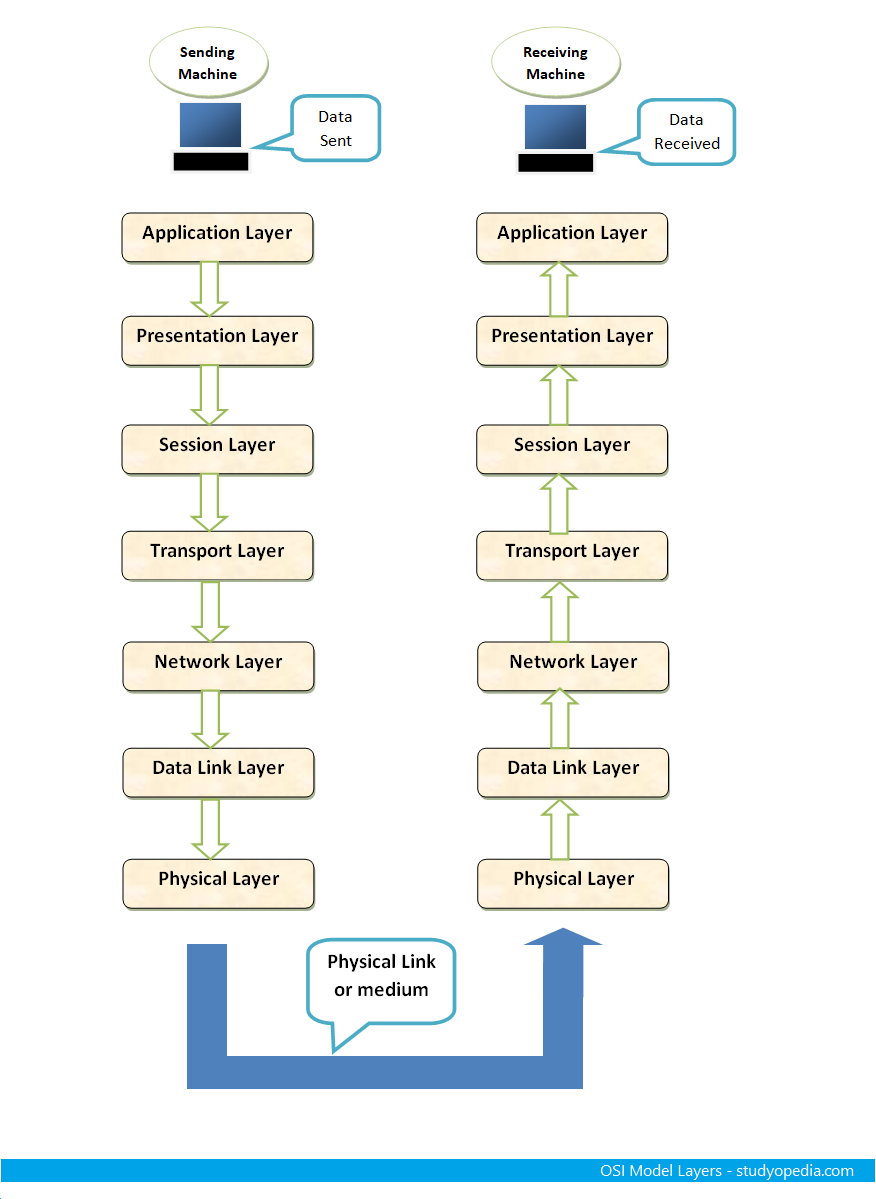 Sending
Machine
Receiving
Machine
Data
Sent
Data
Received
Application Layer
Application Layer
Presentation Layer
Presentation Layer
Session Layer
Session Layer
Transport Layer
Transport Layer
Network Layer
Network Layer
Data Link Layer
Data Link Layer
Physical Layer
Physical Layer
Physical Link
or medium
OSI Model Layers - studyopedia.com